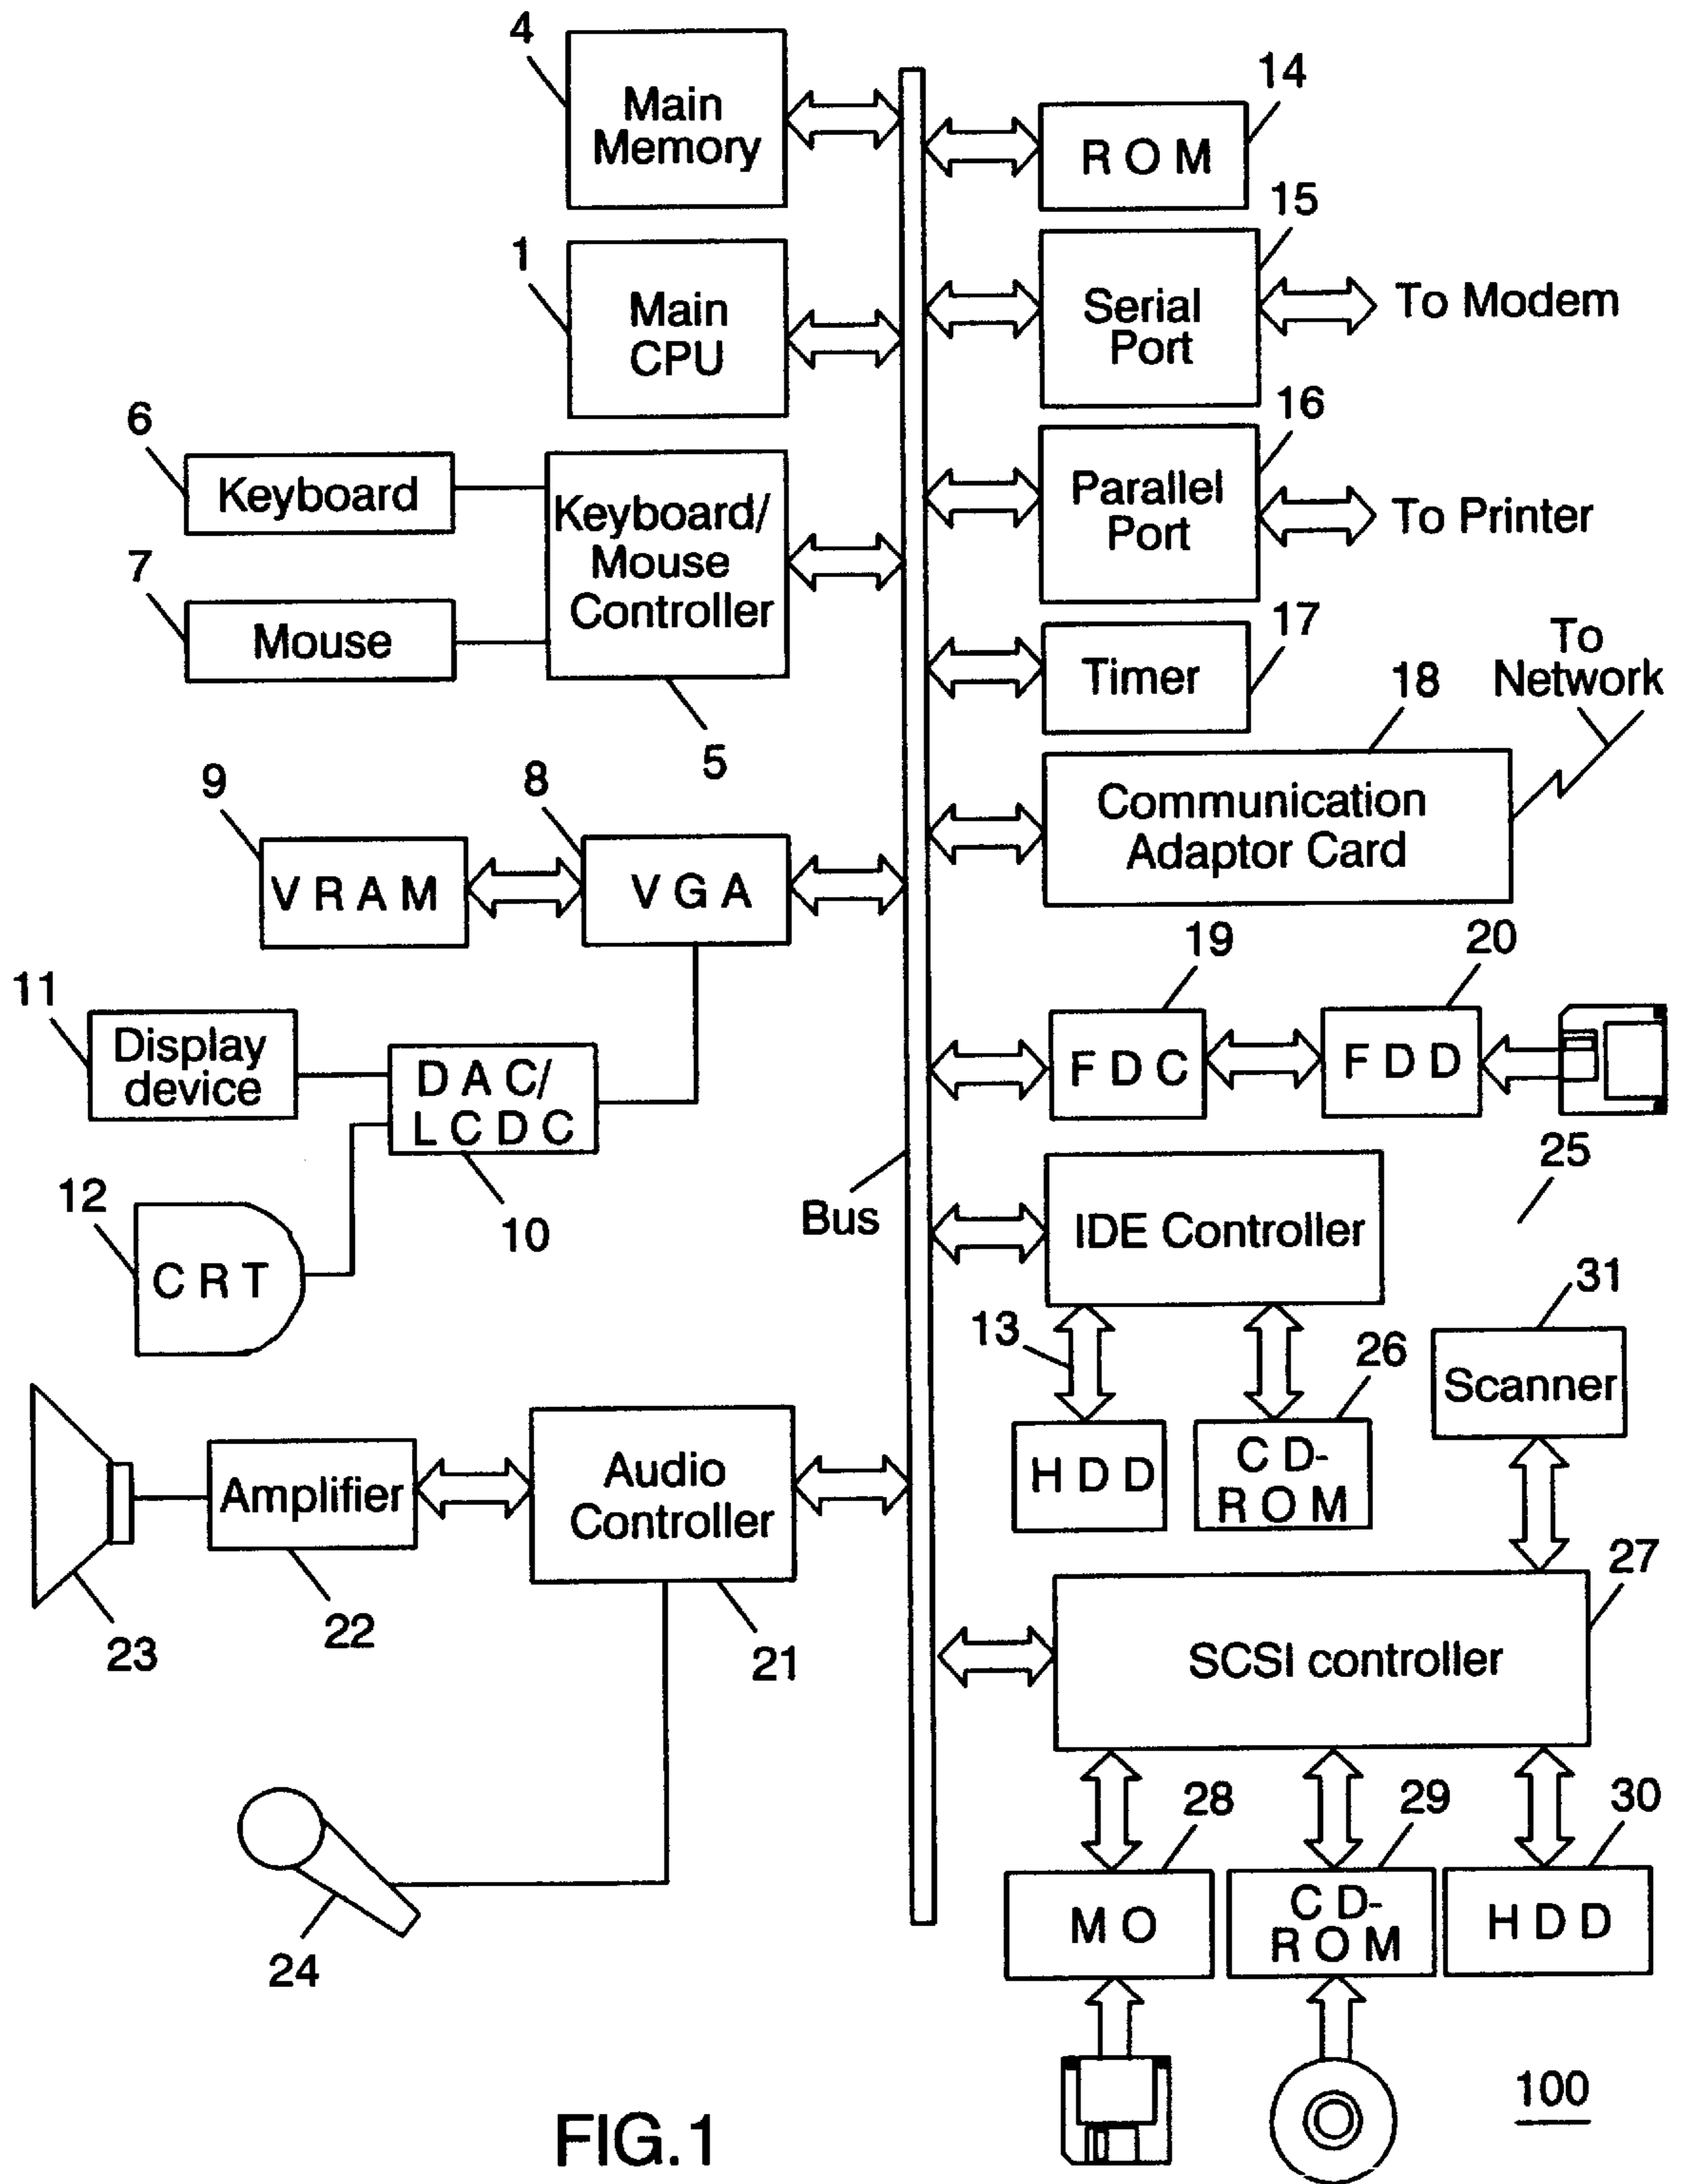 4
Main
Memory
14
R O M
1
Main
CPU
15
Serial
Port
To Modem
6
Keyboard
7
Mouse
Keyboard/
Mouse
Controller
5
16
Parallel
Port
To Printer
17
Timer
18
To
Network
Communication
Adaptor Card
9
V R A M
8
V G A
11
Display
device
D A C/
L C D C
10
12
C R T
Bus
19
F D C
20
F D D
25
IDE Controller
13
H D D
26
C D-
R O M
31
Scanner
23
Amplifier
22
Audio
Controller
21
24
27
SCSI controller
28
M O
29
C D-
R O M
30
H D D
100
FIG.1